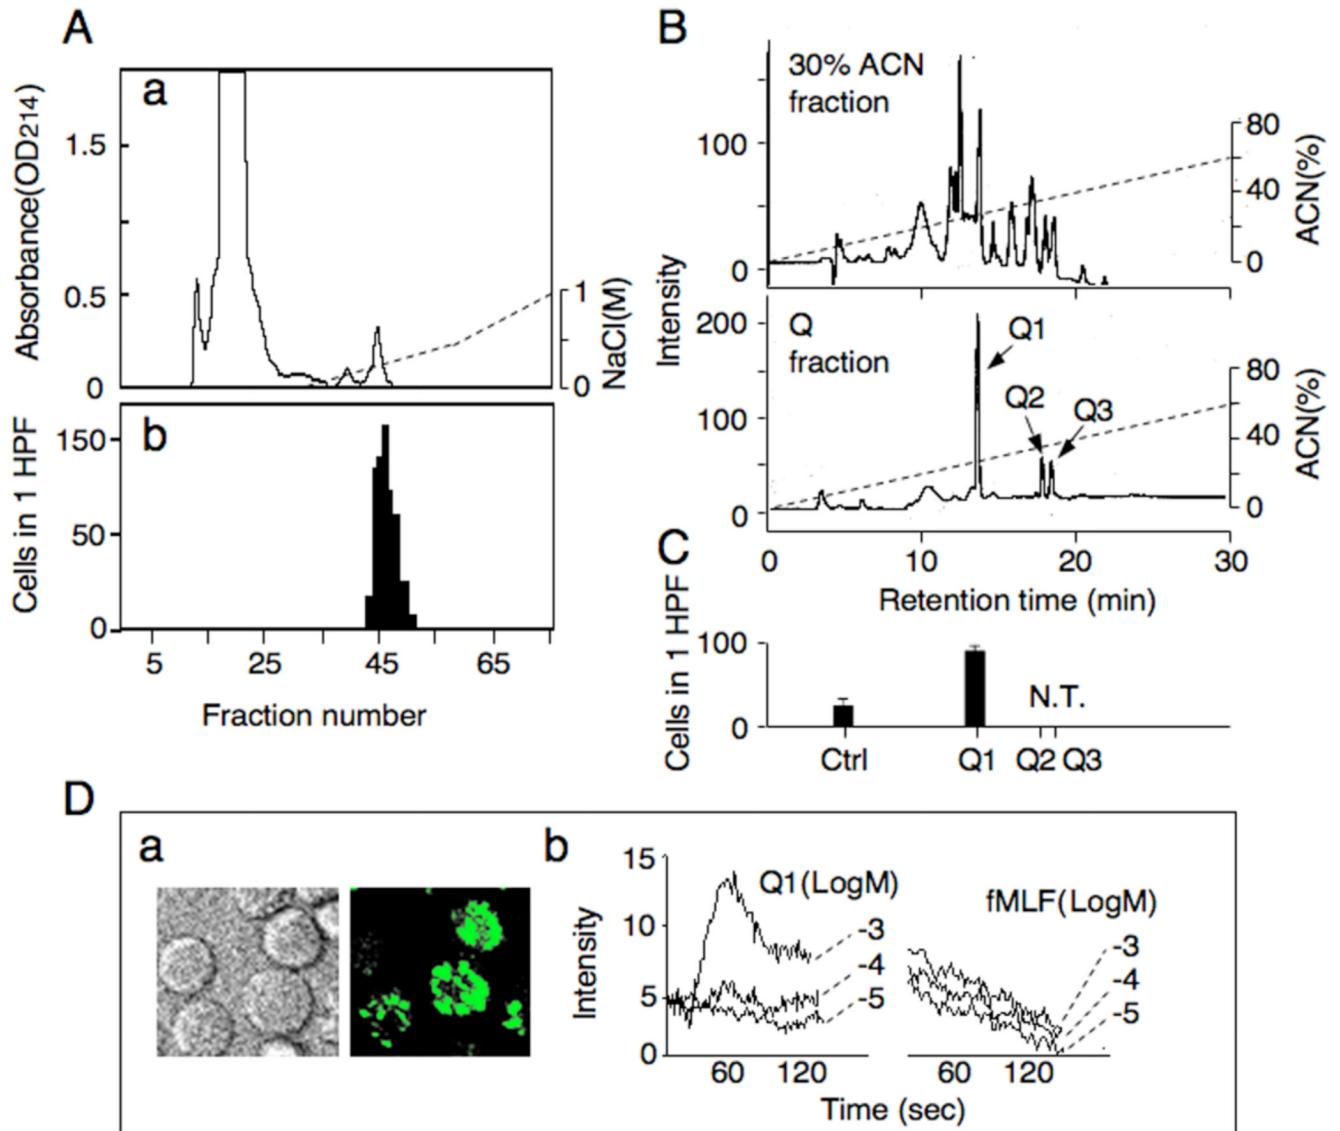 A
a
Absorbance(OD214)
1.5
0.5
0
1
0
NaCl(M)
b
Cells in 1 HPF
150
50
0
5 25 45 65
Fraction number
B
30% ACN
fraction
100
0
80
40
0
ACN(%)
Intensity
Q
fraction
200
100
0
Q1
Q2
Q3
80
40
0
ACN(%)
0 10 20 30
Retention time (min)
C
Cells in 1 HPF
100
0
N.T.
Ctrl Q1 Q2 Q3
D
a
b
Intensity
15
10
5
0
Q1(LogM)
-3
-4
-5
fMLF(LogM)
-3
-4
-5
60 120 60 120
Time (sec)